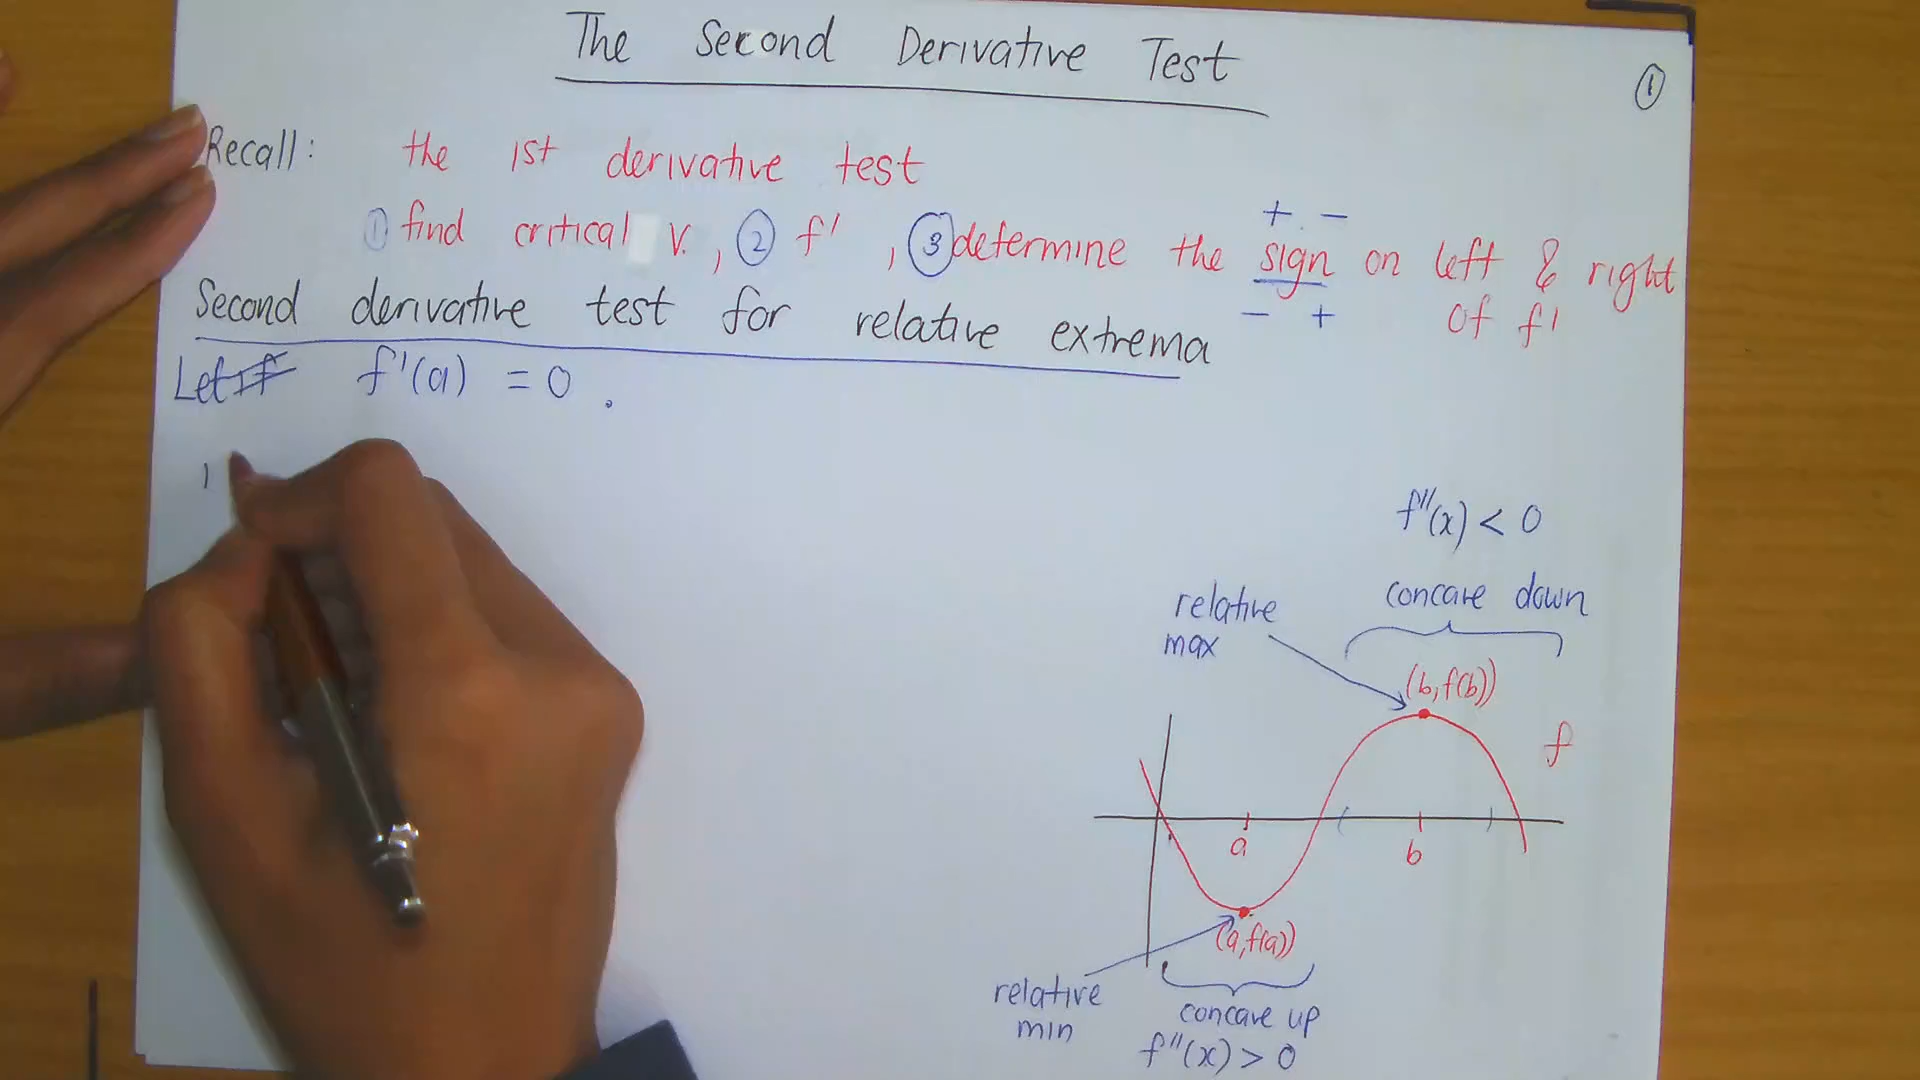 The Second Derivative Test
①
Recall: the 1st derivative test
+ -
① find critical v., ② f', ③ determine the sign on left & right
- + of f'
Second derivative test for relative extrema
Let f'(a) = 0.
f''(x) < 0
concave down
relative
max
(b, f(b))
f
a
b
(a, f(a))
relative
min
concave up
f''(x) > 0